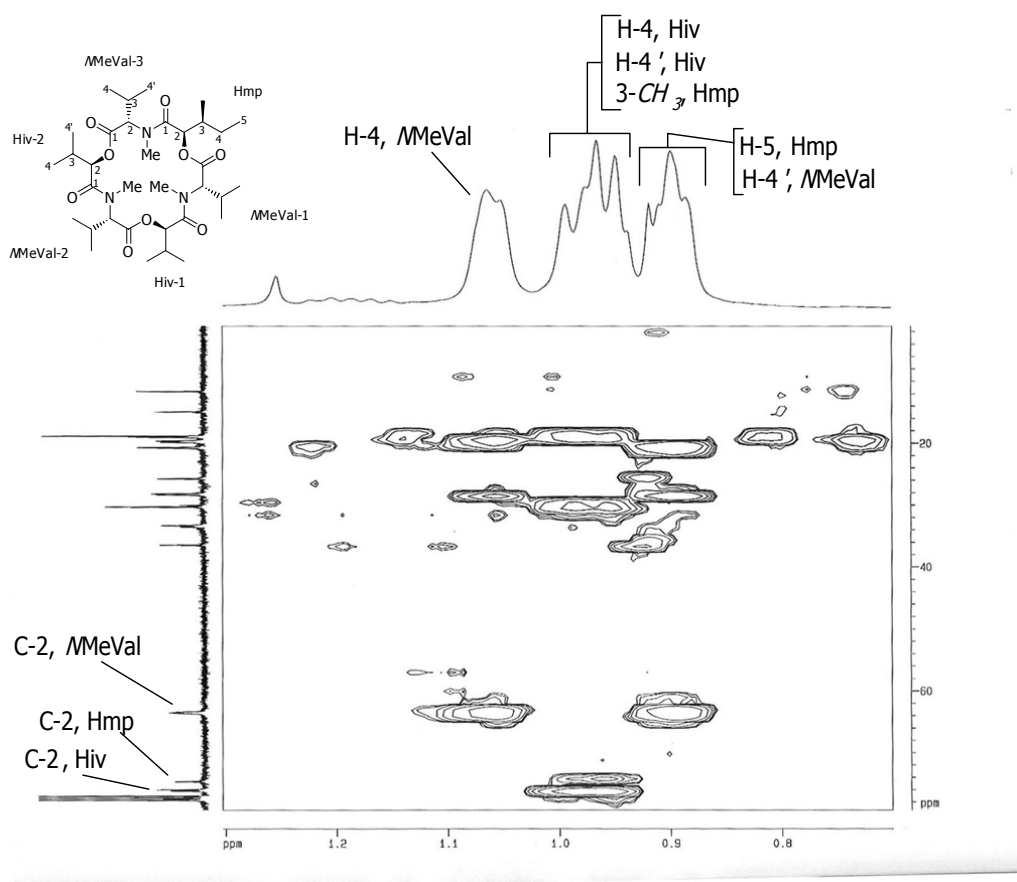 H-4, Hiv
H-4 ', Hiv
3-CH 3, Hmp
NMeVal-3
4 4'
3
Hmp
O O
5
1 2 1 3
2 4
O N
H-4, NMeVal
H-5, Hmp
H-4 ', NMeVal
Hiv-2
4'
4 3
O Me O
2
1 Me Me
O N N
NMeVal-1
O
O O
NMeVal-2
Hiv-1
20
40
C-2, NMeVal
60
C-2, Hmp
C-2, Hiv
ppm
ppm 1.2 1.1 1.0 0.9 0.8